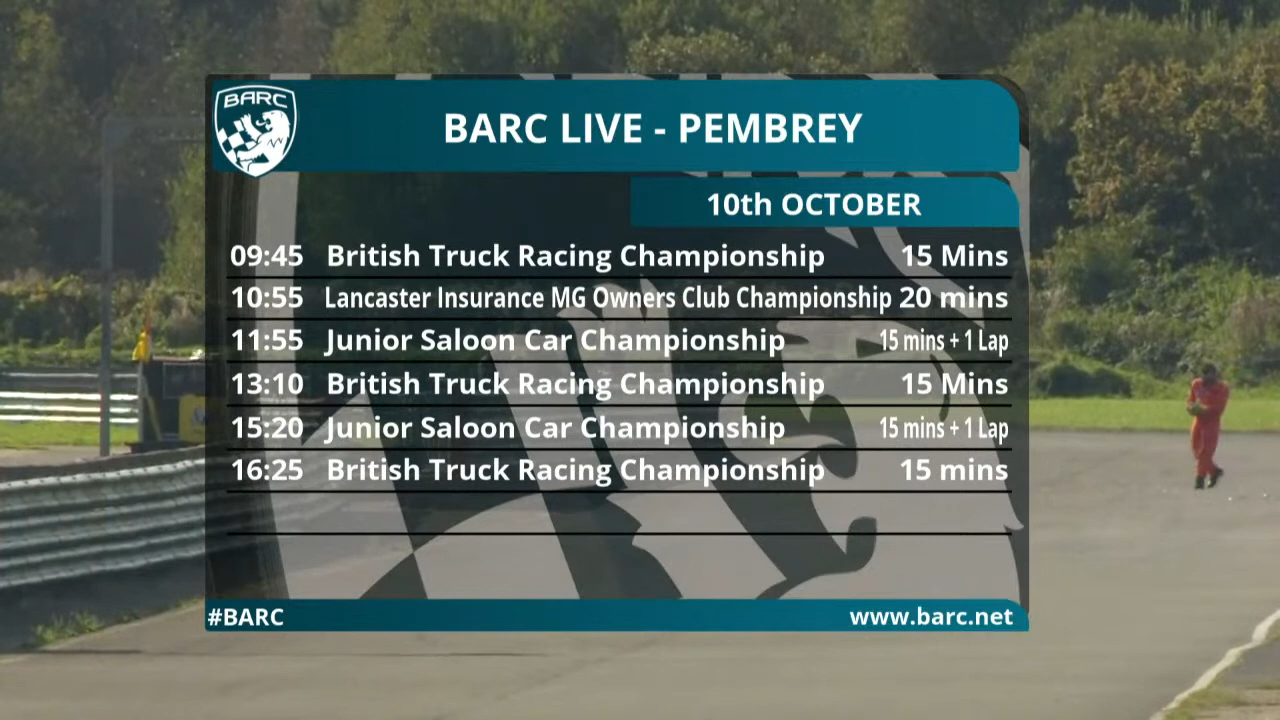 BARC
BARC LIVE - PEMBREY
10th OCTOBER
09:45 British Truck Racing Championship 15 Mins
10:55 Lancaster Insurance MG Owners Club Championship 20 mins
11:55 Junior Saloon Car Championship 15 mins + 1 Lap
13:10 British Truck Racing Championship 15 Mins
15:20 Junior Saloon Car Championship 15 mins + 1 Lap
16:25 British Truck Racing Championship 15 mins
#BARC www.barc.net